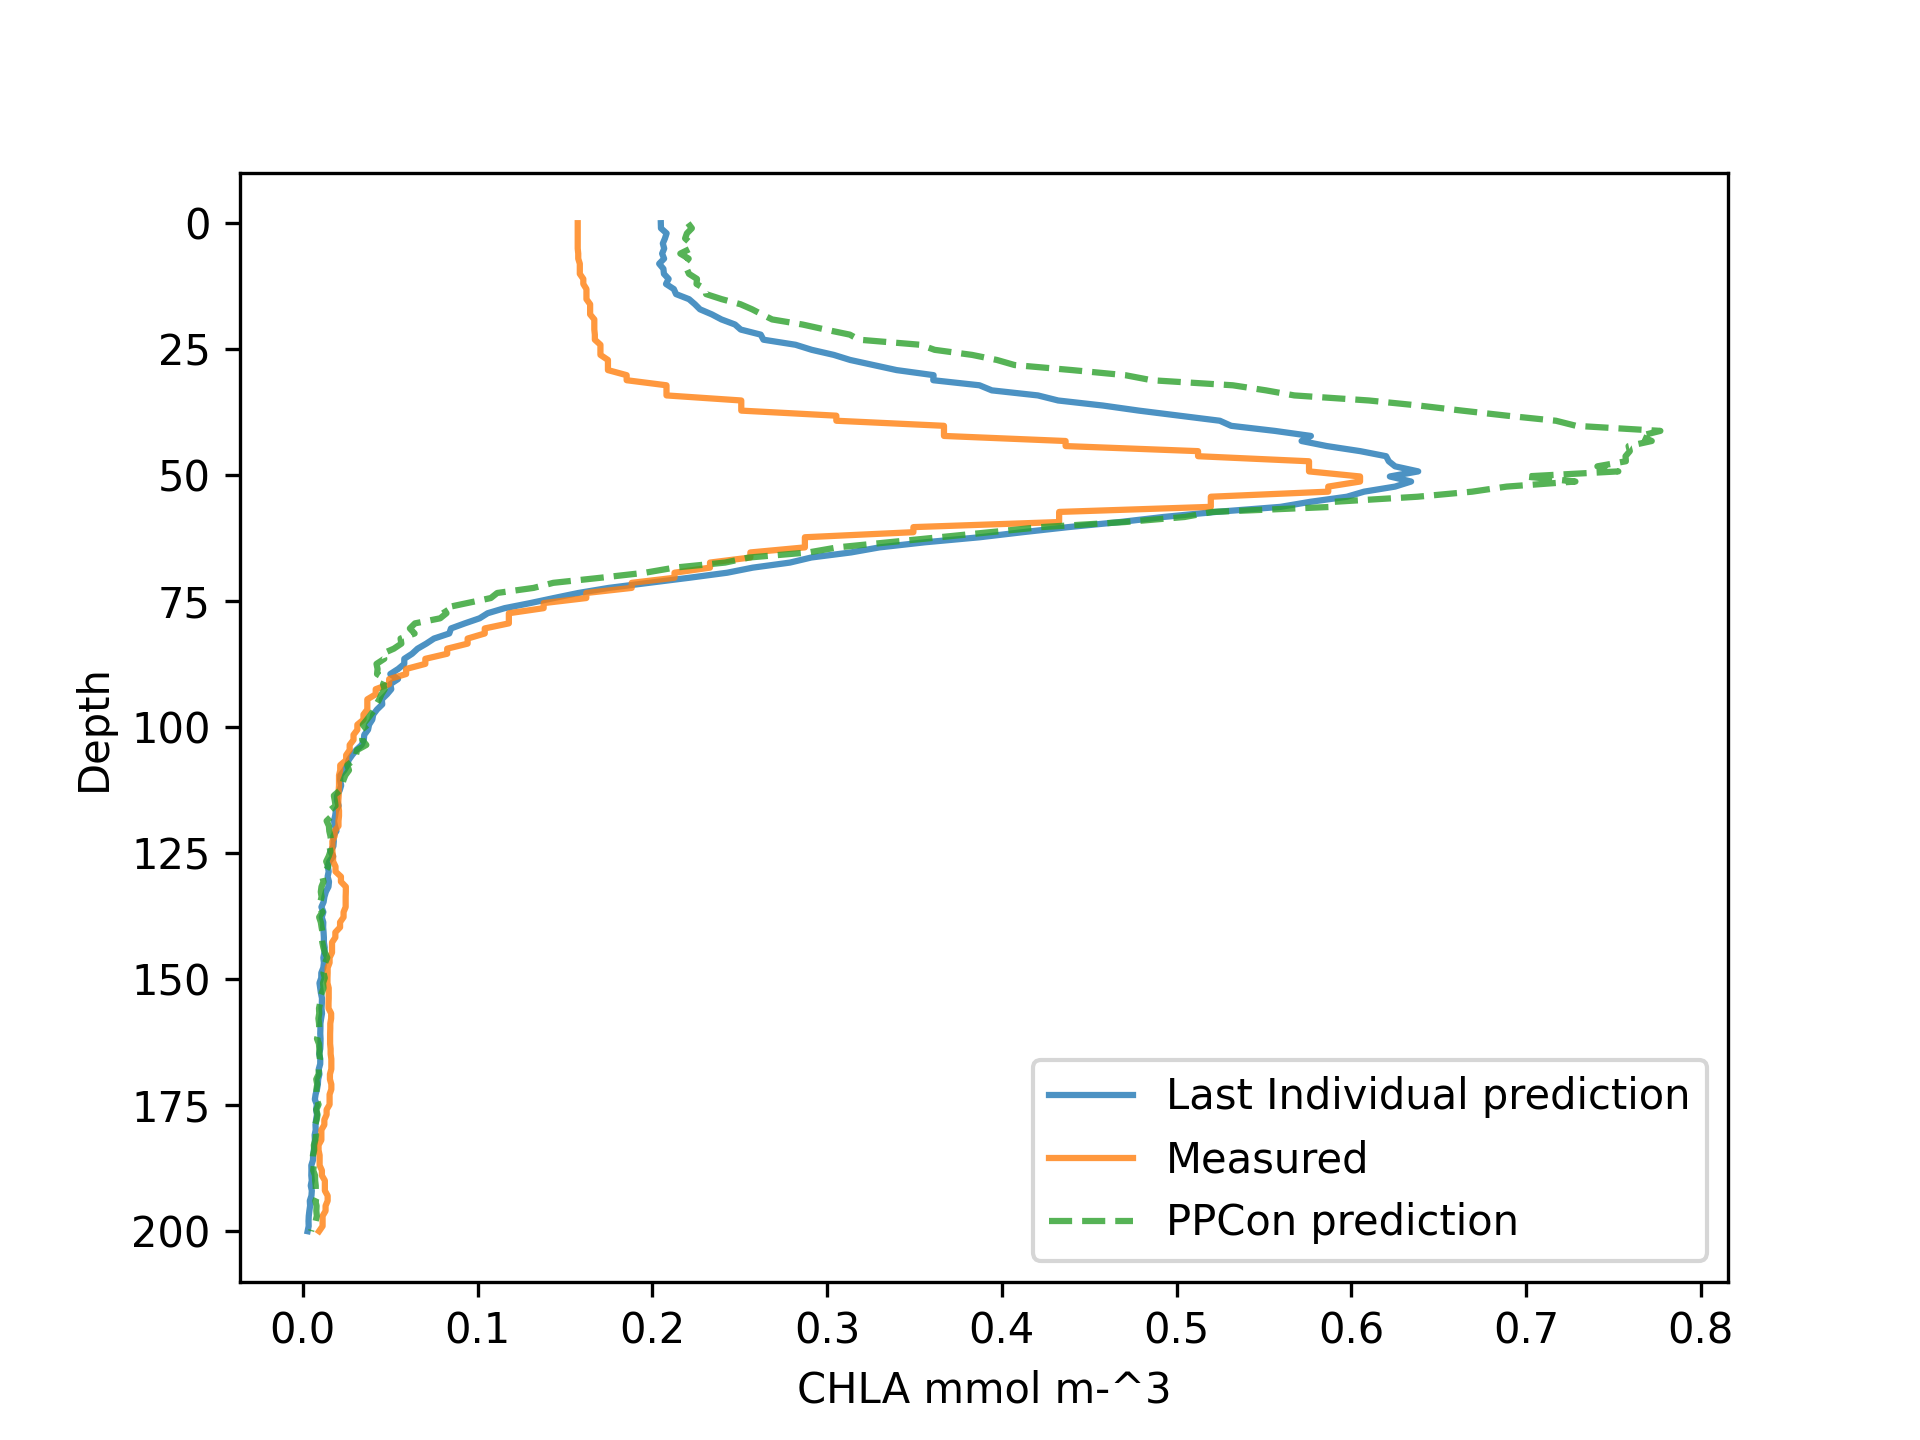 0
25
50
75
100
125
150
175
200
Depth
0.0 0.1 0.2 0.3 0.4 0.5 0.6 0.7 0.8
CHLA mmol m-^3
Last Individual prediction
Measured
PPCon prediction